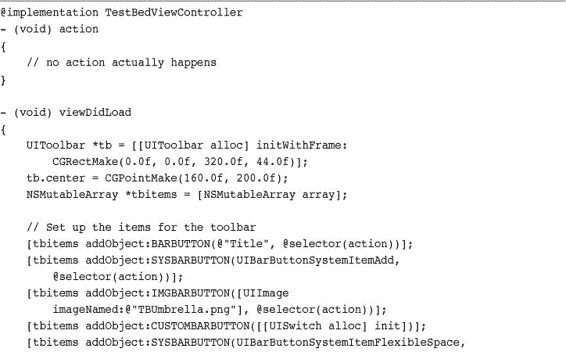 @implementation TestBedViewController
- (void) action
{
    // no action actually happens
}

- (void) viewDidLoad
{
    UIToolbar *tb = [[UIToolbar alloc] initWithFrame:
        CGRectMake(0.0f, 0.0f, 320.0f, 44.0f)];
    tb.center = CGPointMake(160.0f, 200.0f);
    NSMutableArray *tbitems = [NSMutableArray array];

    // Set up the items for the toolbar
    [tbitems addObject:BARBUTTON(@"Title", @selector(action))];
    [tbitems addObject:SYSBARBUTTON(UIBarButtonSystemItemAdd,
        @selector(action))];
    [tbitems addObject:IMGBARBUTTON([UIImage
        imageNamed:@"TBUmbrella.png"], @selector(action))];
    [tbitems addObject:CUSTOMBARBUTTON([[UISwitch alloc] init])];
    [tbitems addObject:SYSBARBUTTON(UIBarButtonSystemItemFlexibleSpace,